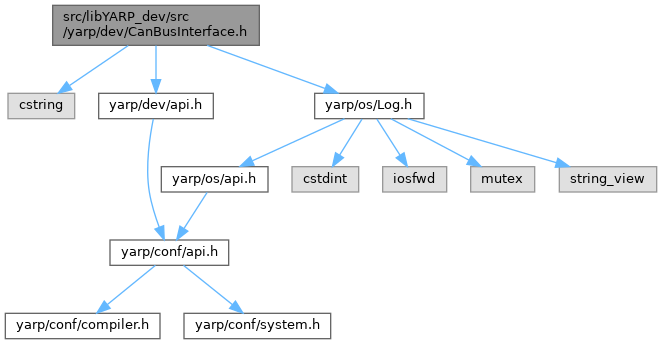 src/libYARP_dev/src
/yarp/dev/CanBusInterface.h
cstring
yarp/dev/api.h
yarp/os/Log.h
yarp/os/api.h
cstdint
iosfwd
mutex
string_view
yarp/conf/api.h
yarp/conf/compiler.h
yarp/conf/system.h